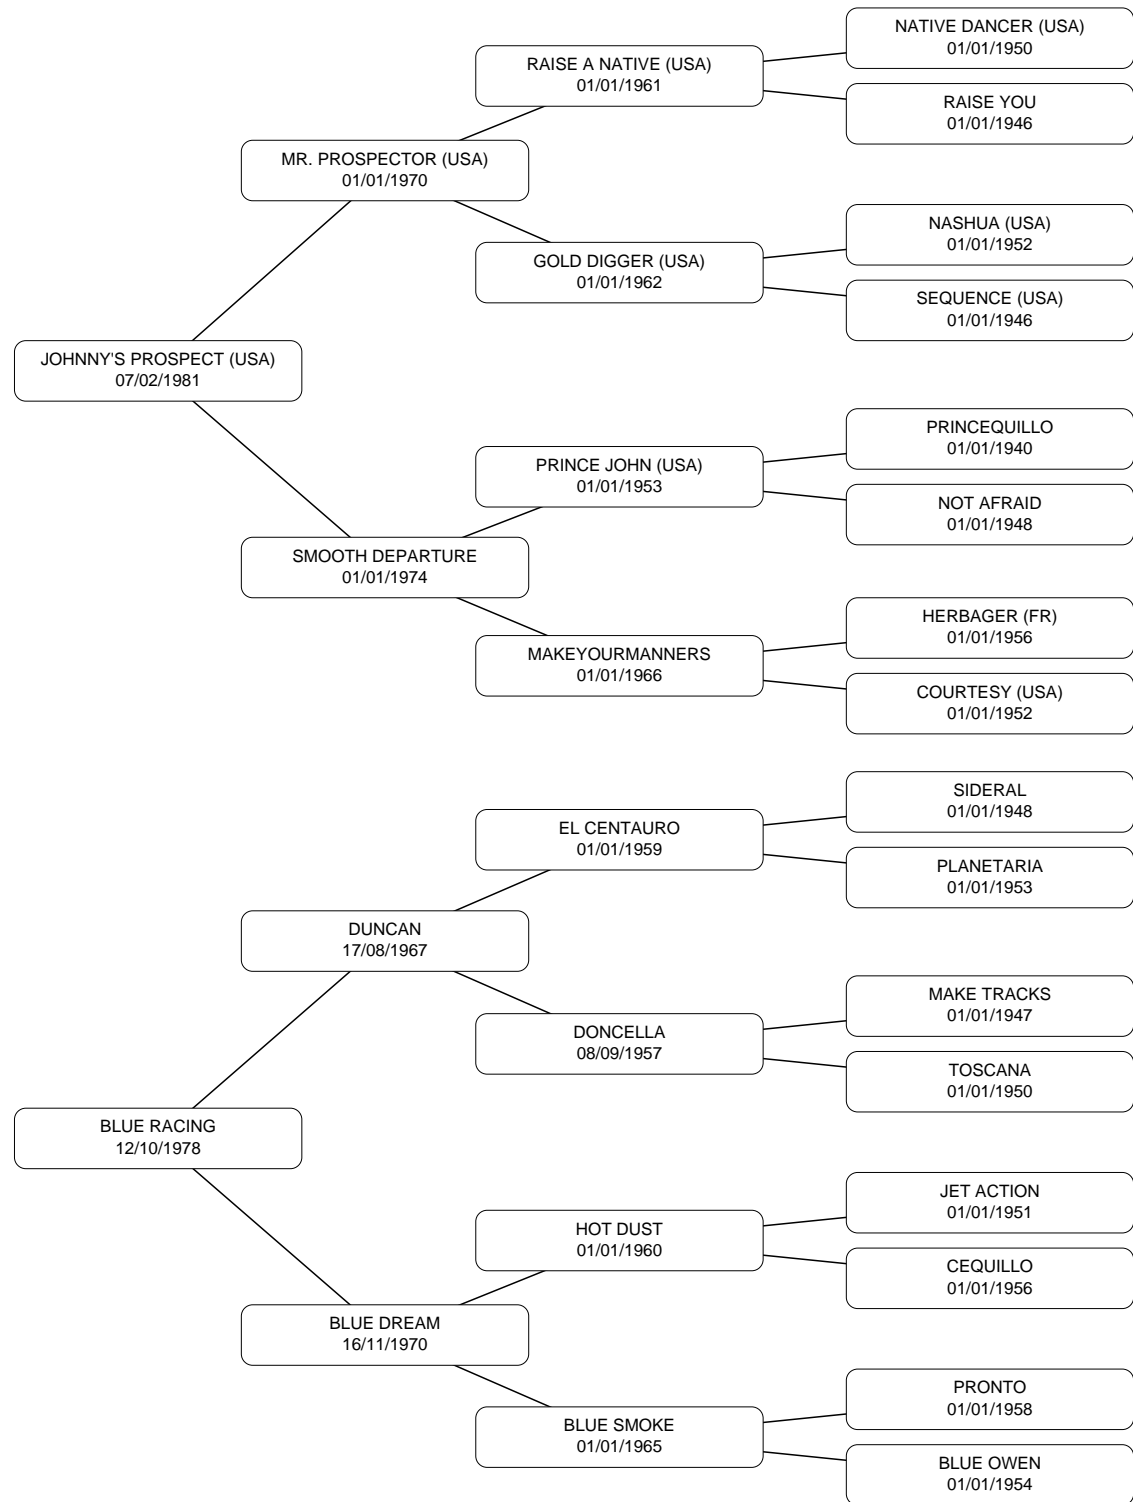 NATIVE DANCER (USA)
01/01/1950
RAISE A NATIVE (USA)
01/01/1961
RAISE YOU
01/01/1946
MR. PROSPECTOR (USA)
01/01/1970
NASHUA (USA)
01/01/1952
GOLD DIGGER (USA)
01/01/1962
SEQUENCE (USA)
01/01/1946
JOHNNY'S PROSPECT (USA)
07/02/1981
PRINCEQUILLO
01/01/1940
PRINCE JOHN (USA)
01/01/1953
NOT AFRAID
01/01/1948
SMOOTH DEPARTURE
01/01/1974
HERBAGER (FR)
01/01/1956
MAKEYOURMANNERS
01/01/1966
COURTESY (USA)
01/01/1952
SIDERAL
01/01/1948
EL CENTAURO
01/01/1959
PLANETARIA
01/01/1953
DUNCAN
17/08/1967
MAKE TRACKS
01/01/1947
DONCELLA
08/09/1957
TOSCANA
01/01/1950
BLUE RACING
12/10/1978
JET ACTION
01/01/1951
HOT DUST
01/01/1960
CEQUILLO
01/01/1956
BLUE DREAM
16/11/1970
PRONTO
01/01/1958
BLUE SMOKE
01/01/1965
BLUE OWEN
01/01/1954